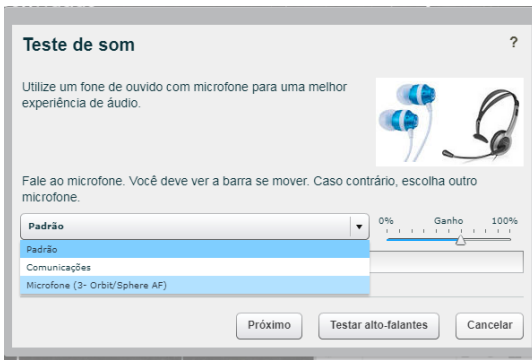 Teste de som
?
Utilize um fone de ouvido com microfone para uma melhor
experiência de áudio.
Fale ao microfone. Você deve ver a barra se mover. Caso contrário, escolha outro
microfone.
Padrão
0% Ganho 100%
Padrão
Comunicações
Microfone (3- Orbit/Sphere AF)
Próximo Testar alto-falantes Cancelar